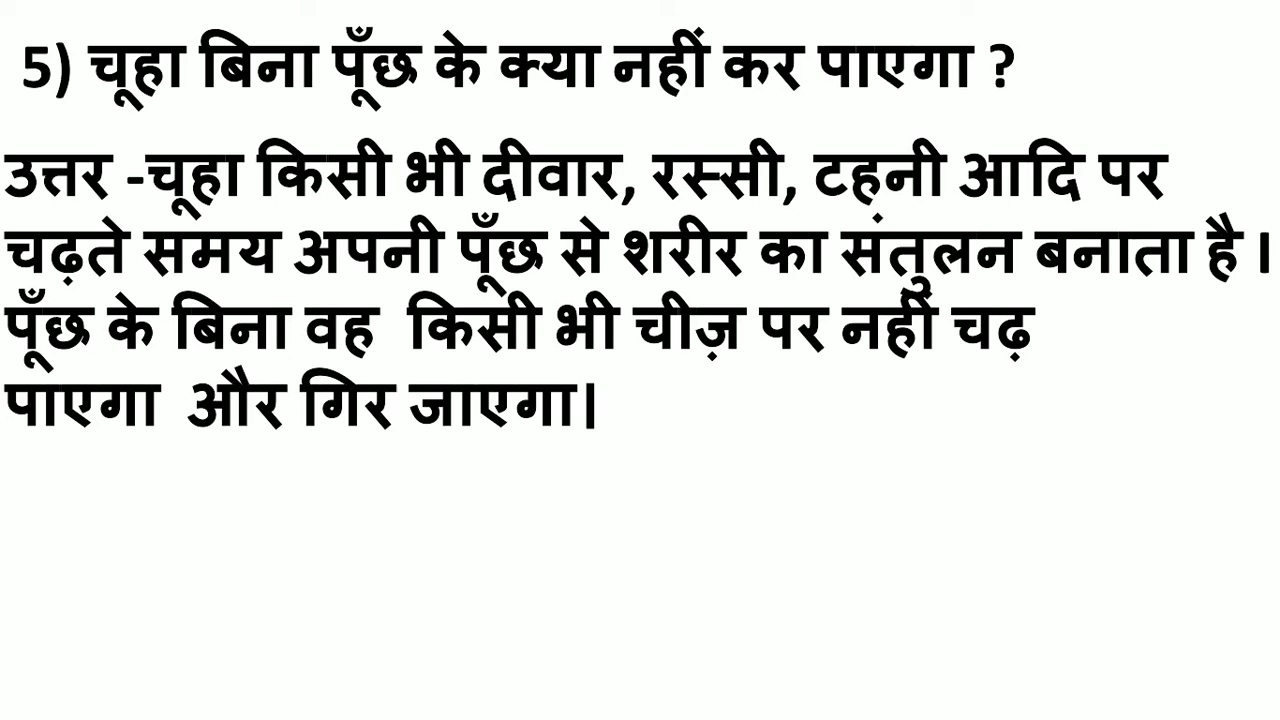 5) चूहा बिना पूँछ के क्या नहीं कर पाएगा ?
उत्तर -चूहा किसी भी दीवार, रस्सी, टहनी आदि पर
चढ़ते समय अपनी पूँछ से शरीर का संतुलन बनाता है ।
पूँछ के बिना वह किसी भी चीज़ पर नहीं चढ़
पाएगा और गिर जाएगा।